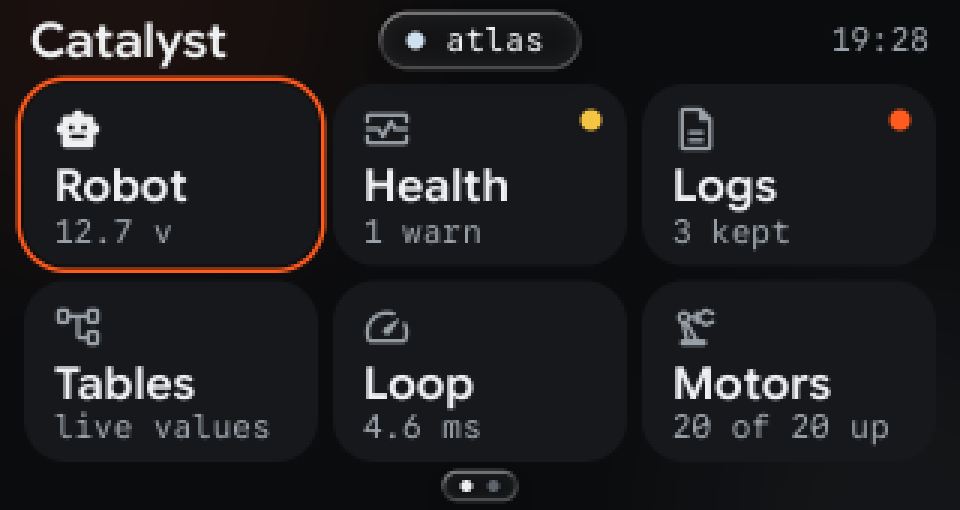 Catalyst
atlas
19:28
Robot
12.7 v
Health
1 warn
Logs
3 kept
Tables
live values
Loop
4.6 ms
Motors
20 of 20 up